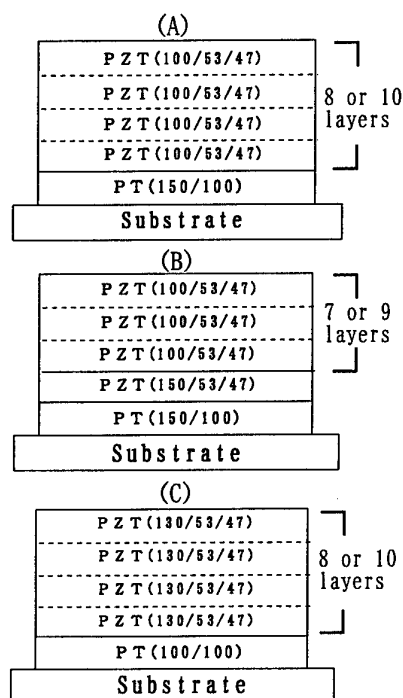 (A)
PZT(100/53/47)
PZT(100/53/47)
PZT(100/53/47)
PZT(100/53/47)
8 or 10
layers
PT(150/100)
Substrate
(B)
PZT(100/53/47)
PZT(100/53/47)
PZT(100/53/47)
7 or 9
layers
PZT(150/53/47)
PT(150/100)
Substrate
(C)
PZT(130/53/47)
PZT(130/53/47)
PZT(130/53/47)
PZT(130/53/47)
8 or 10
layers
PT(100/100)
Substrate